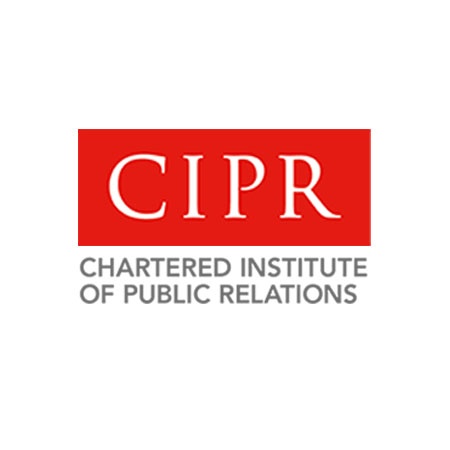 CIPR
CHARTERED INSTITUTE
OF PUBLIC RELATIONS